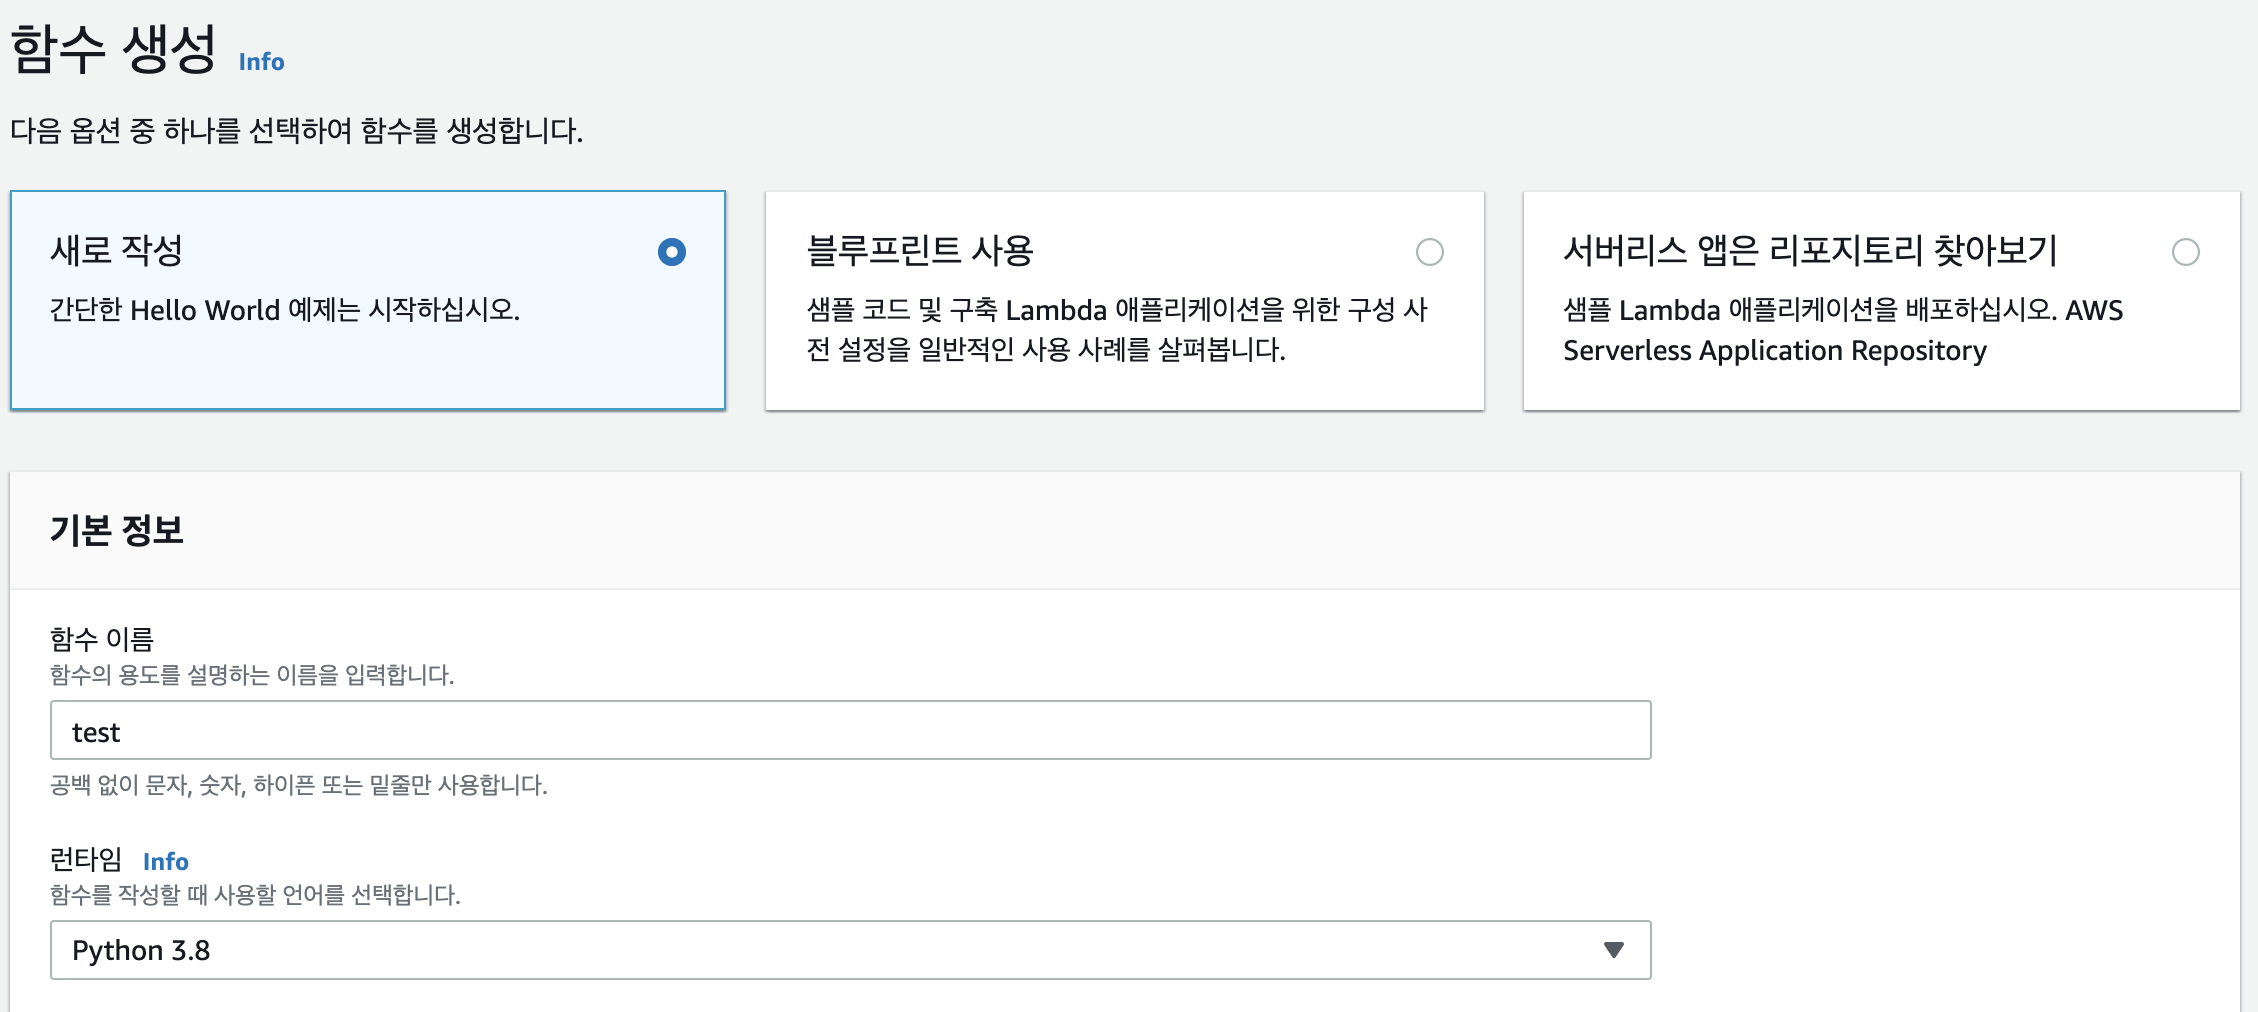 함수 생성 Info
다음 옵션 중 하나를 선택하여 함수를 생성합니다.
새로 작성
간단한 Hello World 예제는 시작하십시오.
블루프린트 사용
샘플 코드 및 구축 Lambda 애플리케이션을 위한 구성 사
전 설정을 일반적인 사용 사례를 살펴봅니다.
서버리스 앱은 리포지토리 찾아보기
샘플 Lambda 애플리케이션을 배포하십시오. AWS
Serverless Application Repository
기본 정보
함수 이름
함수의 용도를 설명하는 이름을 입력합니다.
test
공백 없이 문자, 숫자, 하이픈 또는 밑줄만 사용합니다.
런타임 Info
함수를 작성할 때 사용할 언어를 선택합니다.
Python 3.8